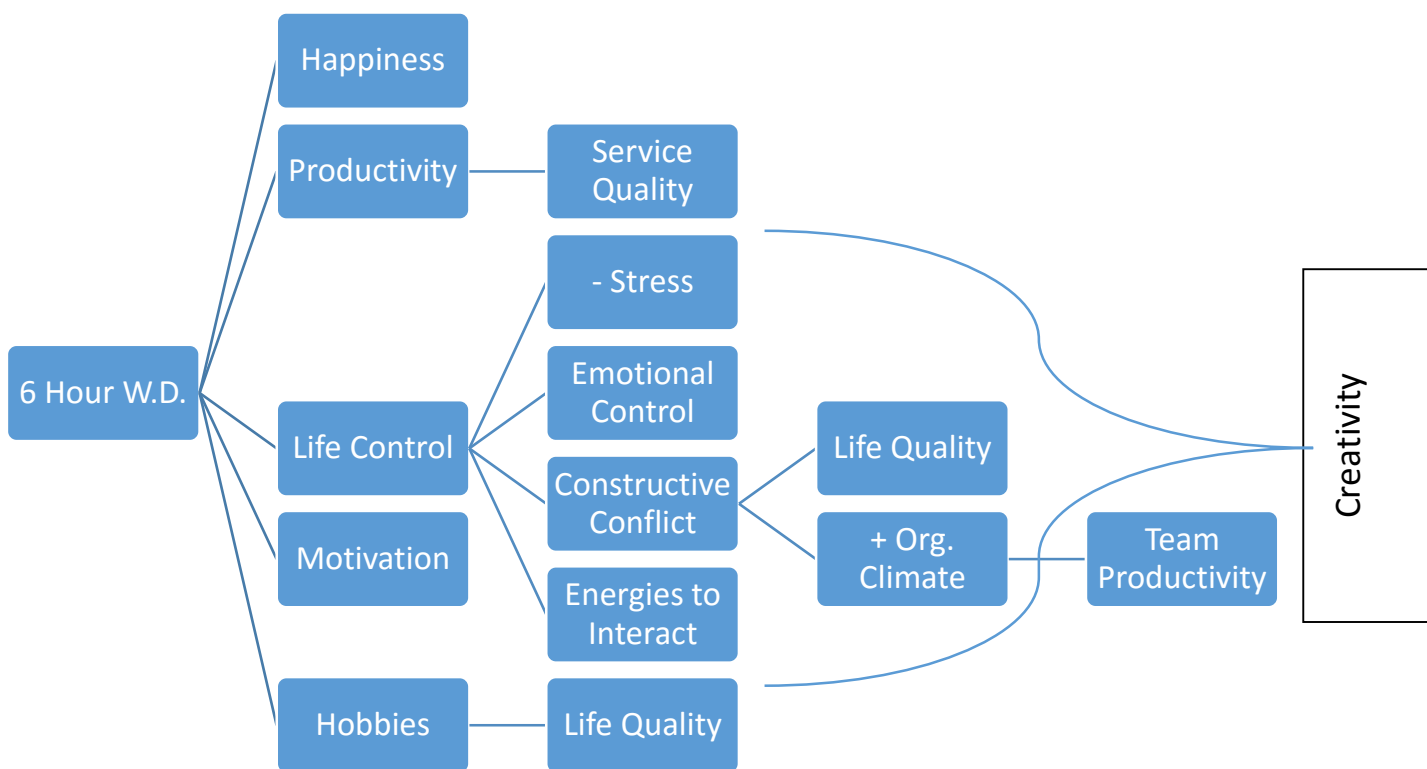 Happiness
Productivity
Service
Quality
- Stress
6 Hour W.D.
Emotional
Control
Life Control
Life Quality
Constructive
Conflict
Motivation
+ Org.
Climate
Team
Productivity
Energies to
Interact
Hobbies
Life Quality
Creativity